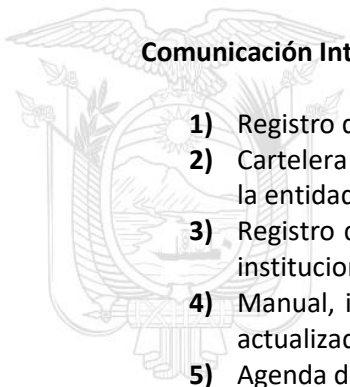 Comunicación Int
1) Registro
2) Cartelera
la entidad
3) Registro
institucion
4) Manual,
actualizad
5) Agenda d